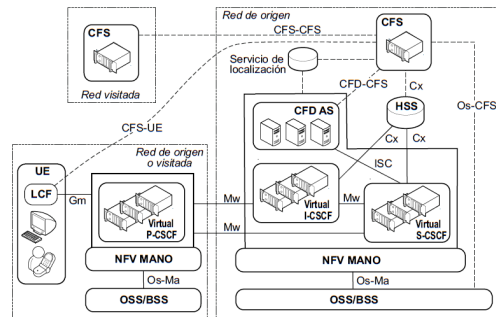 Red de origen
CFS
CFS-CFS
CFS
Servicio de
localización
Red visitada
CFD-CFS
Cx
Os-CFS
CFS-UE
CFD AS
HSS
Red de origen
o visitada
Cx
Cx
UE
ISC
LCF
Gm
Mw
Mw
Virtual
P-CSCF
Virtual
I-CSCF
Virtual
S-CSCF
Mw
NFV MANO
NFV MANO
Os-Ma
Os-Ma
OSS/BSS
OSS/BSS